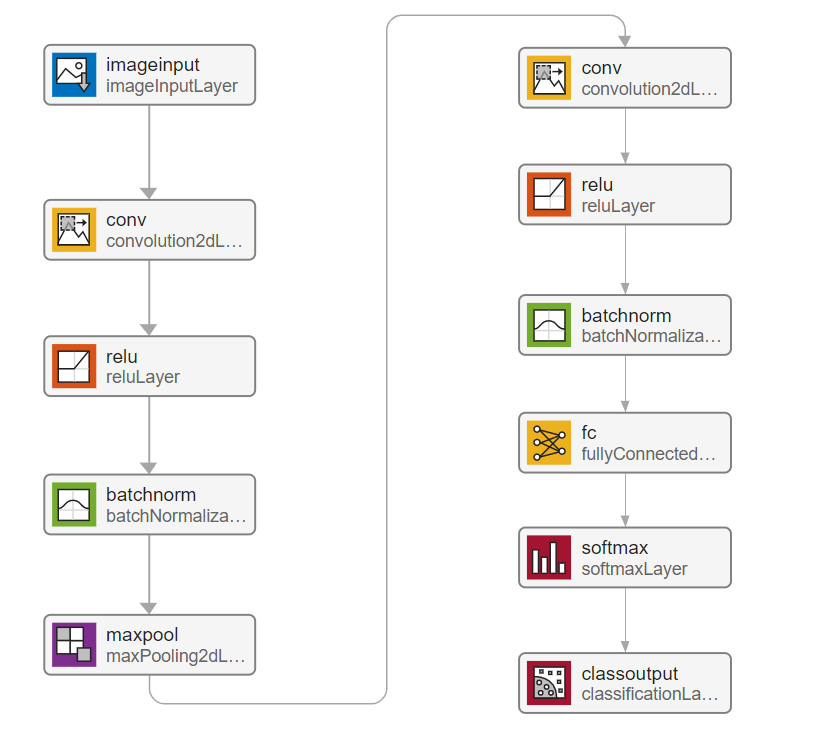 imageinput
imageInputLayer
conv
convolution2dL...
relu
reluLayer
batchnorm
batchNormaliza...
maxpool
maxPooling2dL...
conv
convolution2dL...
relu
reluLayer
batchnorm
batchNormaliza...
fc
fullyConnected...
softmax
softmaxLayer
classoutput
classificationLa...